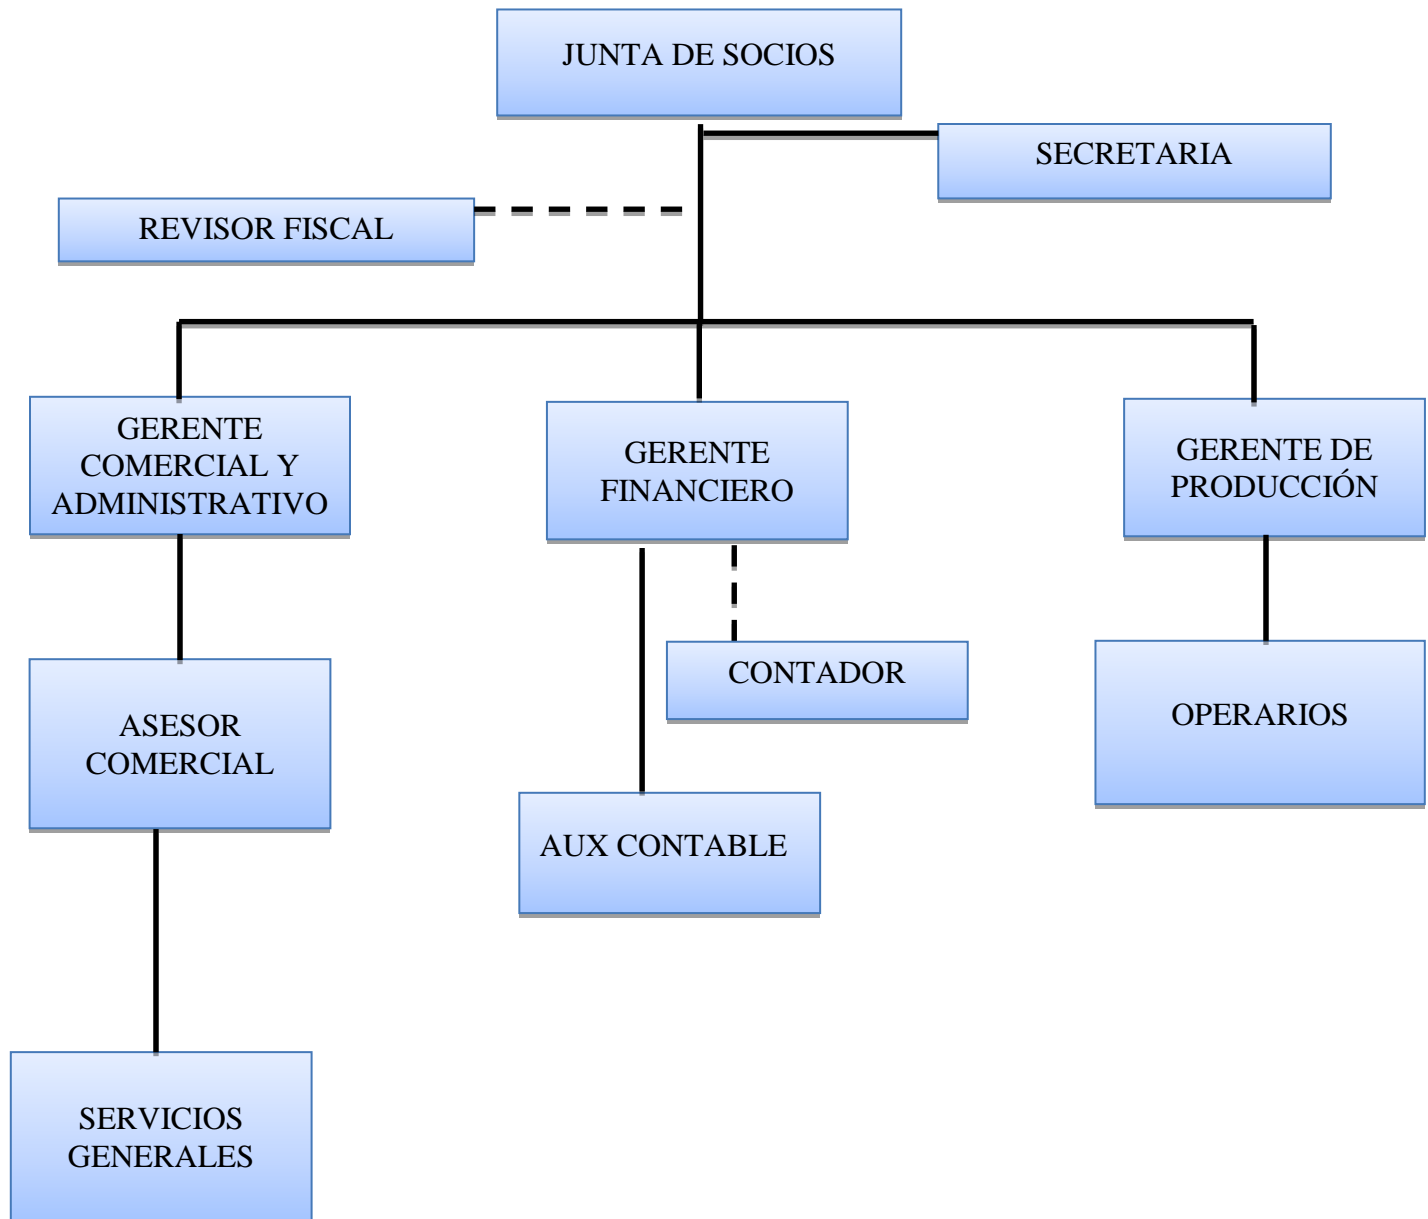 JUNTA DE SOCIOS
SECRETARIA
REVISOR FISCAL
GERENTE
COMERCIAL Y
ADMINISTRATIVO
GERENTE
FINANCIERO
GERENTE DE
PRODUCCIÓN
CONTADOR
ASESOR
COMERCIAL
OPERARIOS
AUX CONTABLE
SERVICIOS
GENERALES